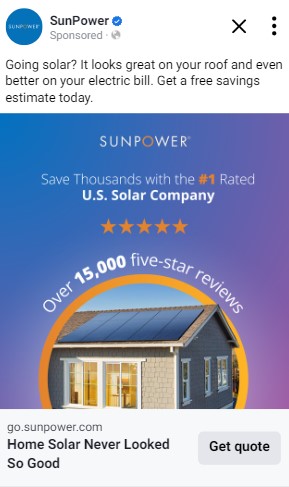 SUNPOWER
SunPower
Sponsored ·
Going solar? It looks great on your roof and even
better on your electric bill. Get a free savings
estimate today.
SUNPOWER
Save Thousands with the #1 Rated
U.S. Solar Company
Over 15,000 five-star reviews
go.sunpower.com
Home Solar Never Looked
So Good
Get quote